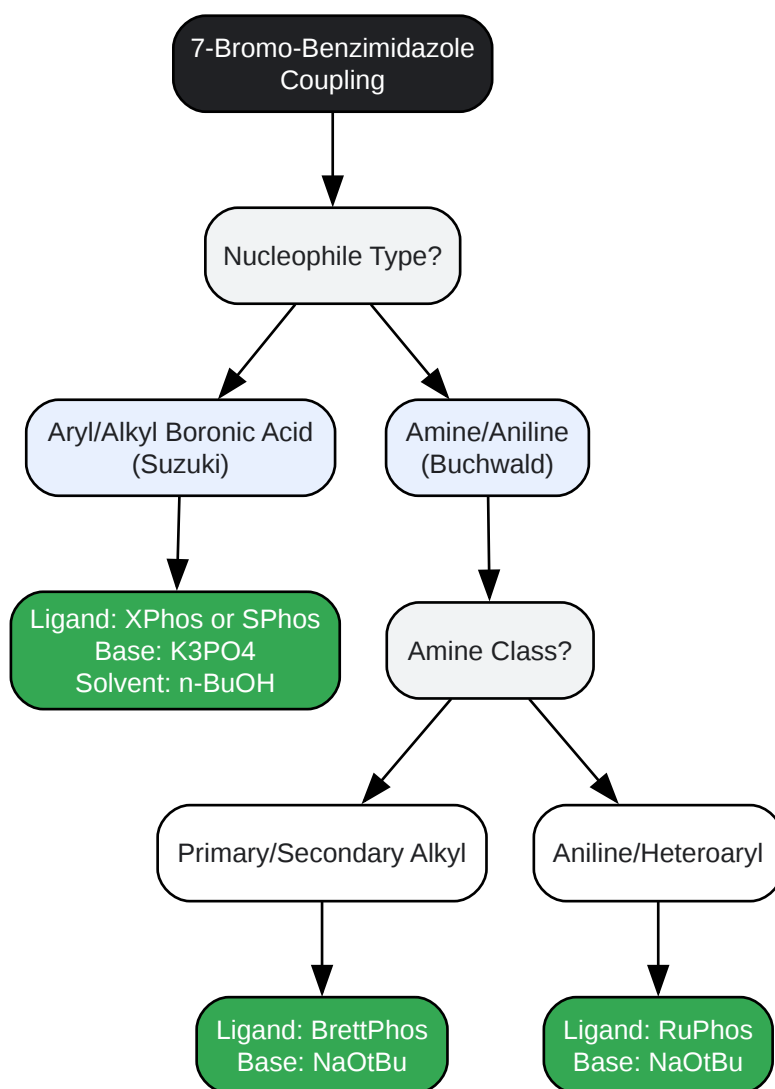 7-Bromo-Benzimidazole
Coupling
Nucleophile Type?
Aryl/Alkyl Boronic Acid
(Suzuki)
Amine/Aniline
(Buchwald)
Ligand: XPhos or SPhos
Base: K3PO4
Solvent: n-BuOH
Amine Class?
Primary/Secondary Alkyl
Aniline/Heteroaryl
Ligand: BrettPhos
Base: NaOtBu
Ligand: RuPhos
Base: NaOtBu